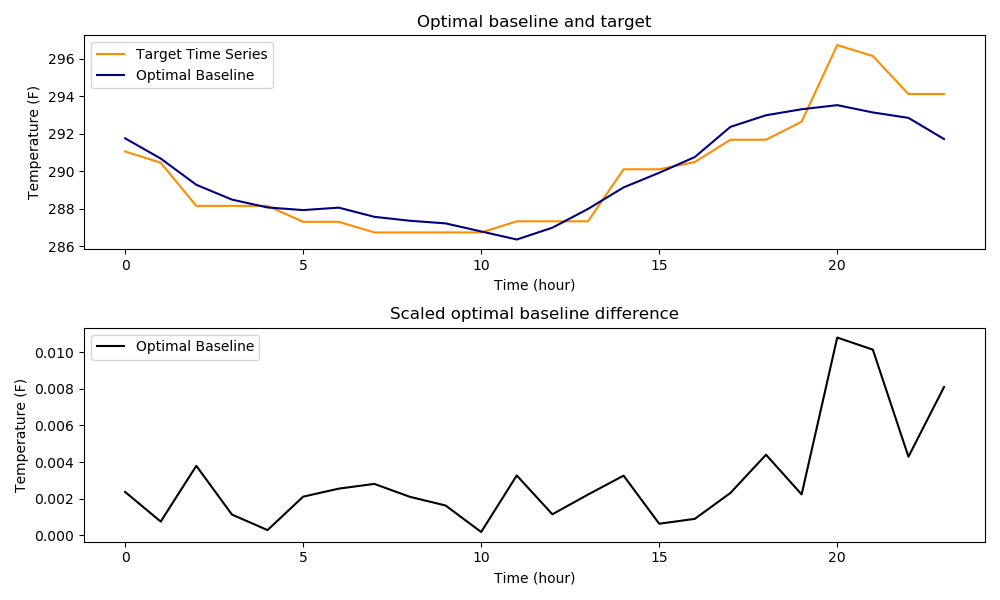 Optimal baseline and target
Target Time Series
Optimal Baseline
Temperature (F)
296
294
292
290
288
286
0
5
10
15
20
Time (hour)
Scaled optimal baseline difference
Optimal Baseline
Temperature (F)
0.010
0.008
0.006
0.004
0.002
0.000
0
5
10
15
20
Time (hour)